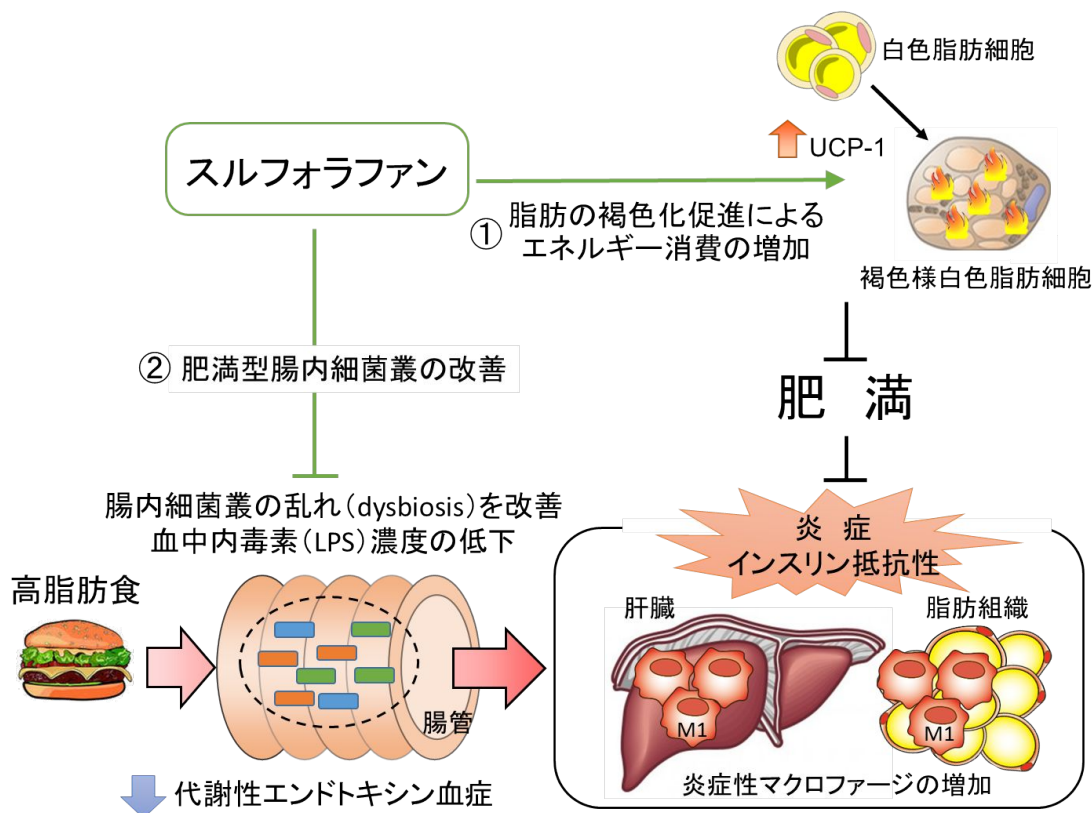 白色脂肪細胞
UCP-1
スルフォラファン
① 脂肪の褐色化促進による
エネルギー消費の増加
褐色様白色脂肪細胞
② 肥満型腸内細菌叢の改善
肥 満
腸内細菌叢の乱れ(dysbiosis)を改善
血中内毒素(LPS)濃度の低下
炎 症
インスリン抵抗性
高脂肪食
肝臓
脂肪組織
腸管
M1
M1
炎症性マクロファージの増加
代謝性エンドトキシン血症